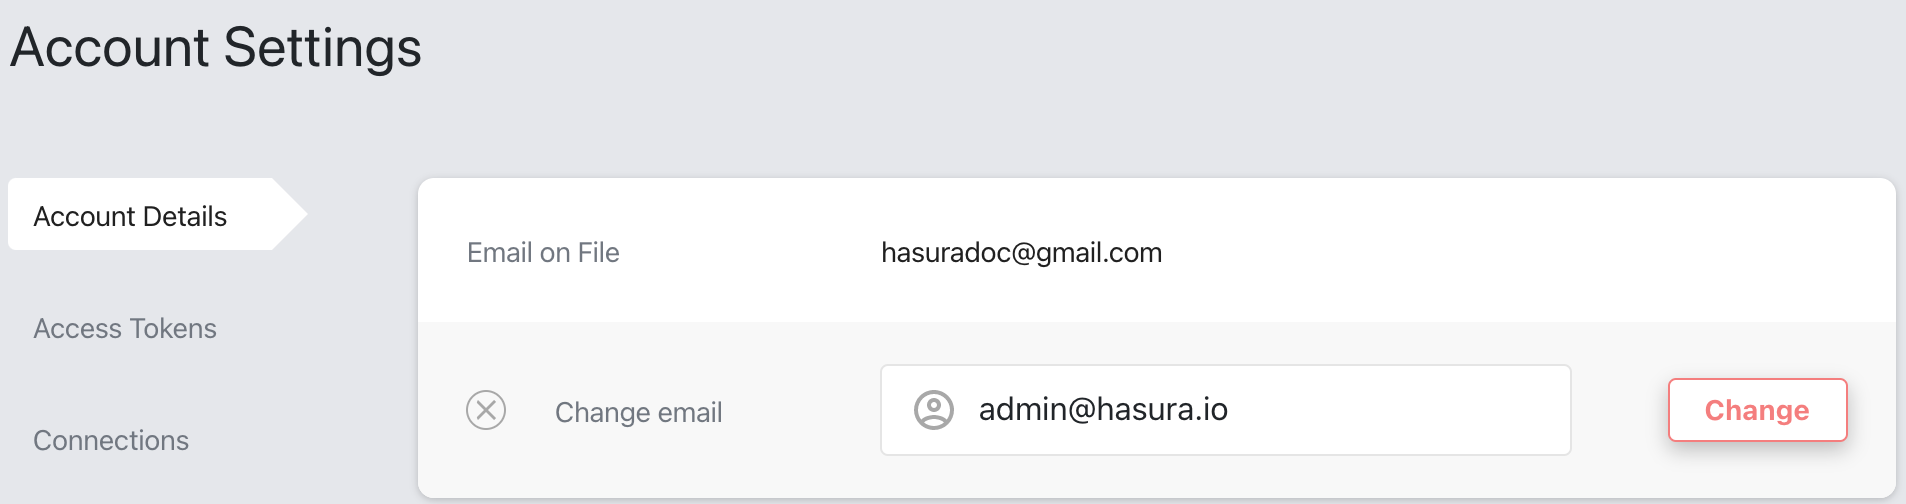 Account Settings
Account Details
Email on File hasuradoc@gmail.com
Access Tokens
Change email admin@hasura.io Change
Connections